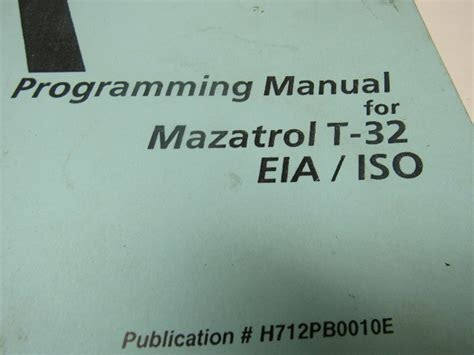 Programming Manual
for
Mazatrol T-32
EIA / ISO
Publication # H712PB0010E